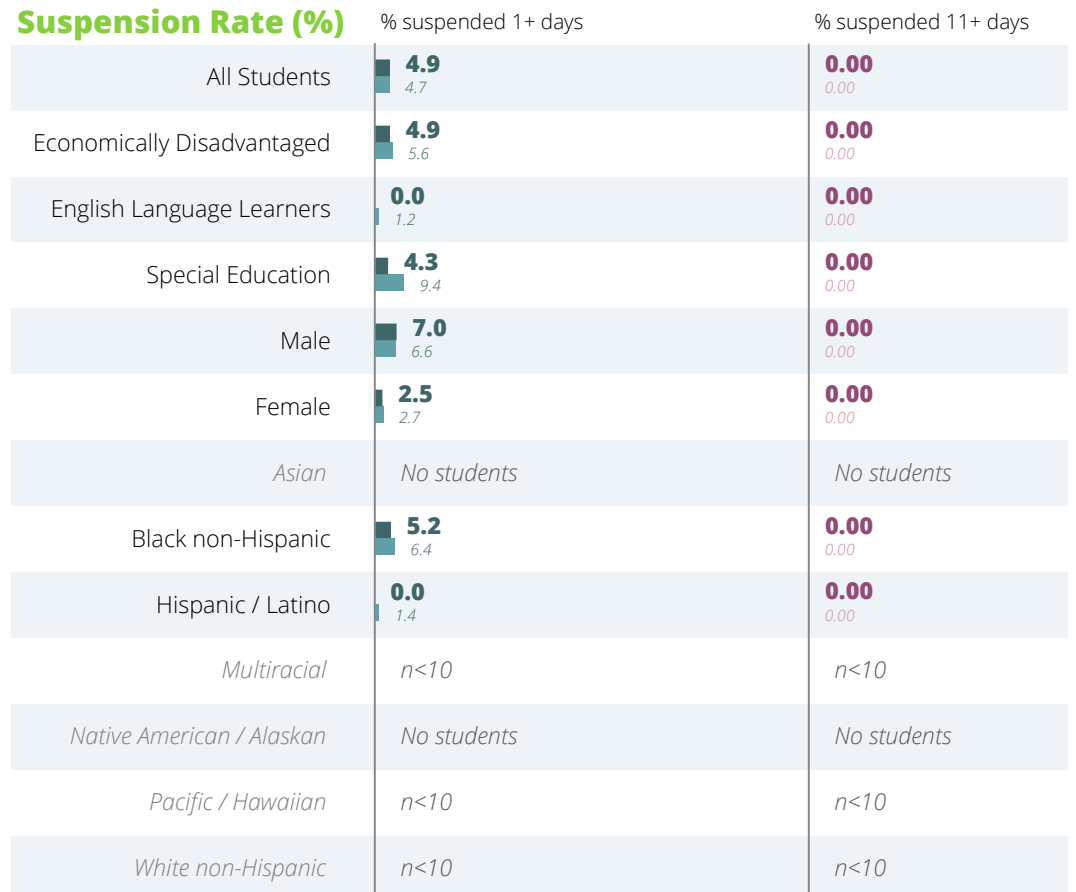 Suspension Rate (%) % suspended 1+ days % suspended 11+ days
All Students 4.9 0.00
4.7 0.00
Economically Disadvantaged 4.9 0.00
5.6 0.00
English Language Learners 0.0 0.00
1.2 0.00
Special Education 4.3 0.00
9.4 0.00
Male 7.0 0.00
6.6 0.00
Female 2.5 0.00
2.7 0.00
Asian No students No students
Black non-Hispanic 5.2 0.00
6.4 0.00
Hispanic / Latino 0.0 0.00
1.4 0.00
Multiracial n<10 n<10
Native American / Alaskan No students No students
Pacific / Hawaiian n<10 n<10
White non-Hispanic n<10 n<10